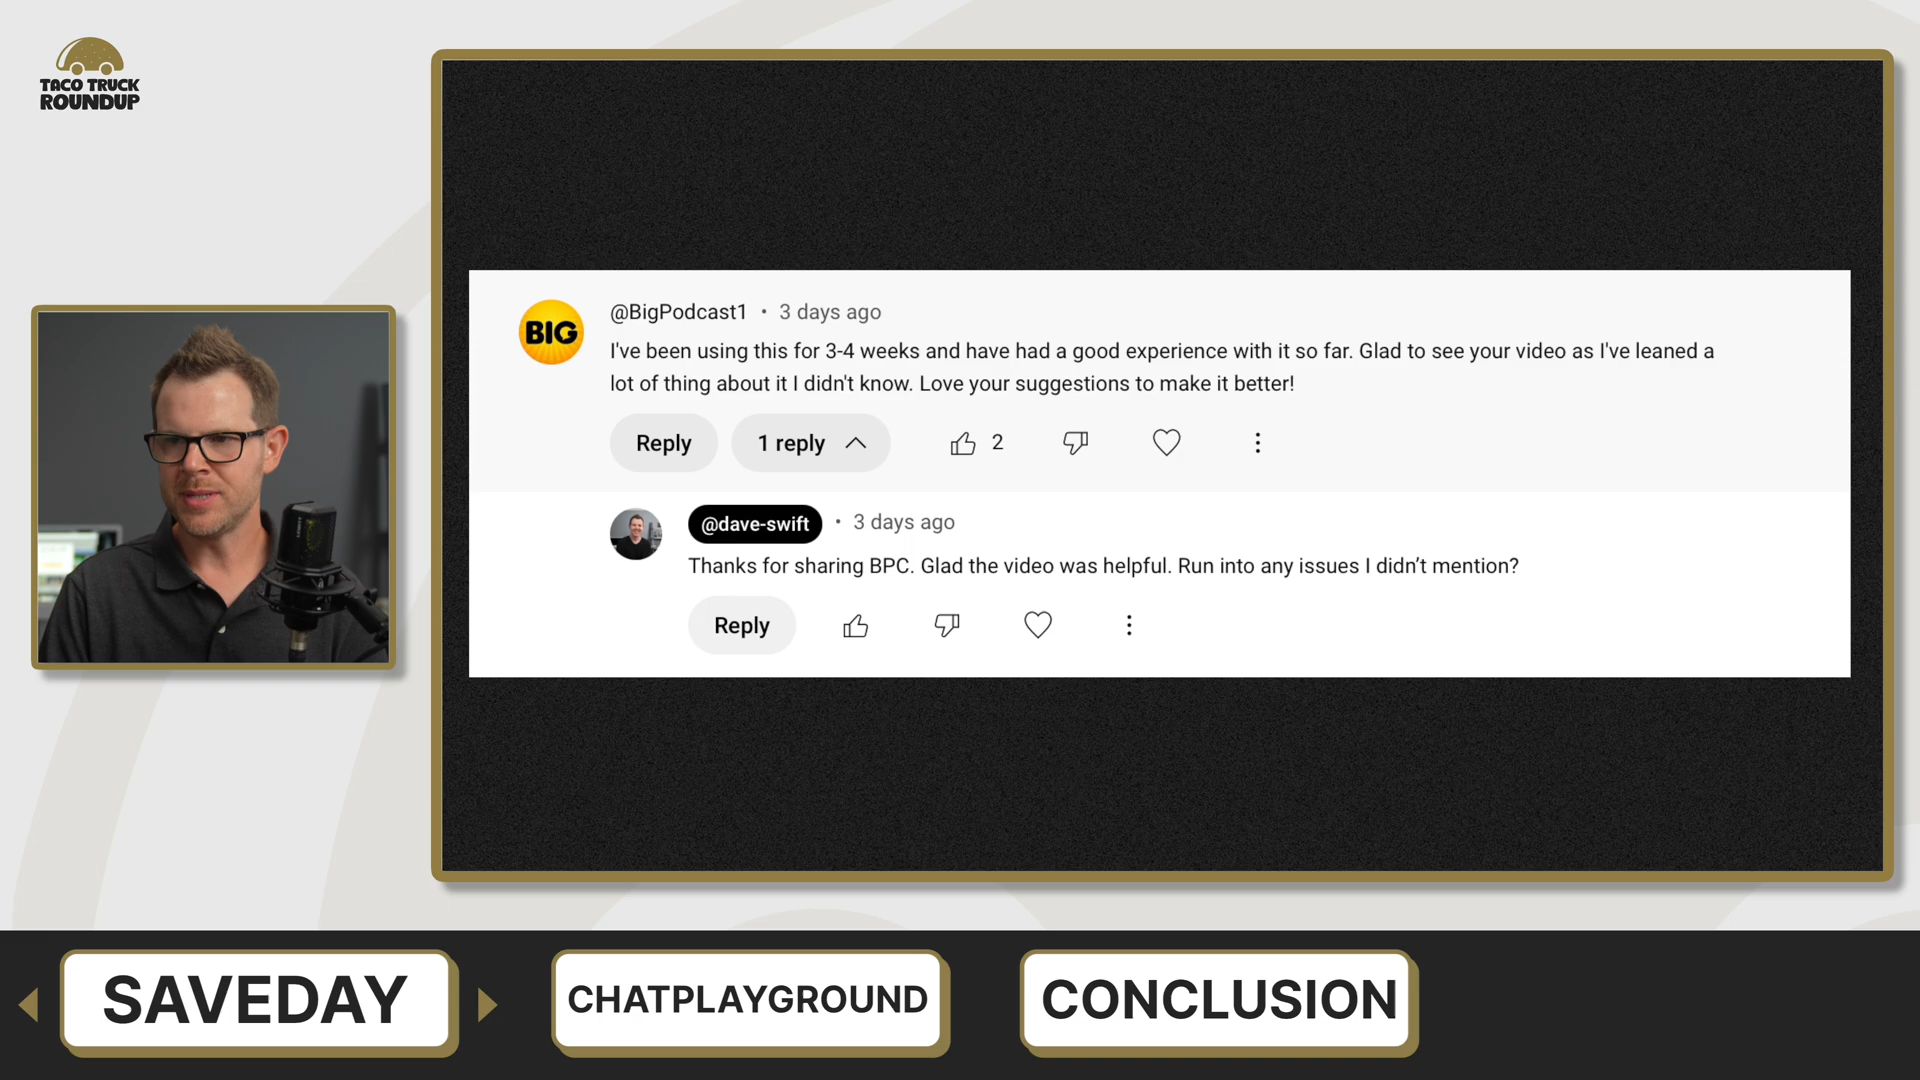 TACO TRUCK
ROUNDUP
BIG
@BigPodcast1 • 3 days ago
I've been using this for 3-4 weeks and have had a good experience with it so far. Glad to see your video as I've leaned a
lot of thing about it I didn't know. Love your suggestions to make it better!
Reply
1 reply
2
@dave-swift • 3 days ago
Thanks for sharing BPC. Glad the video was helpful. Run into any issues I didn’t mention?
Reply
SAVEDAY
CHATPLAYGROUND
CONCLUSION